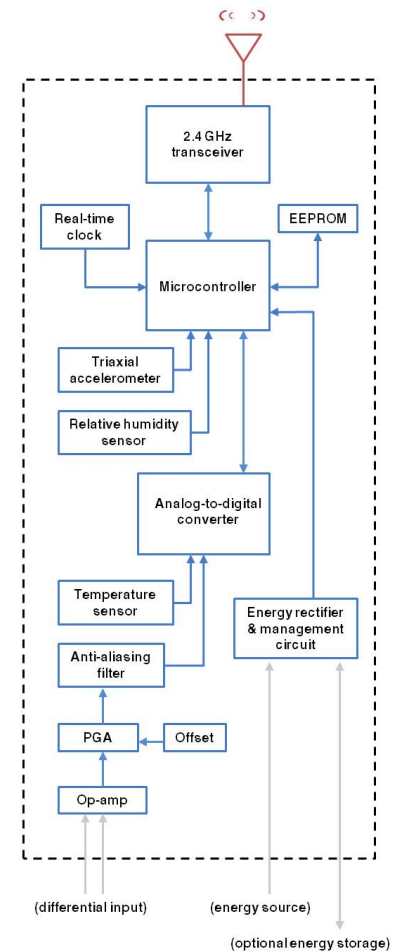 2.4 GHz
transceiver
Real-time
clock
EEPROM
Microcontroller
Triaxial
accelerometer
Relative humidity
sensor
Analog-to-digital
converter
Temperature
sensor
Energy rectifier
& management
circuit
Anti-aliasing
filter
PGA
Offset
Op-amp
(differential input)
(energy source)
(optional energy storage)